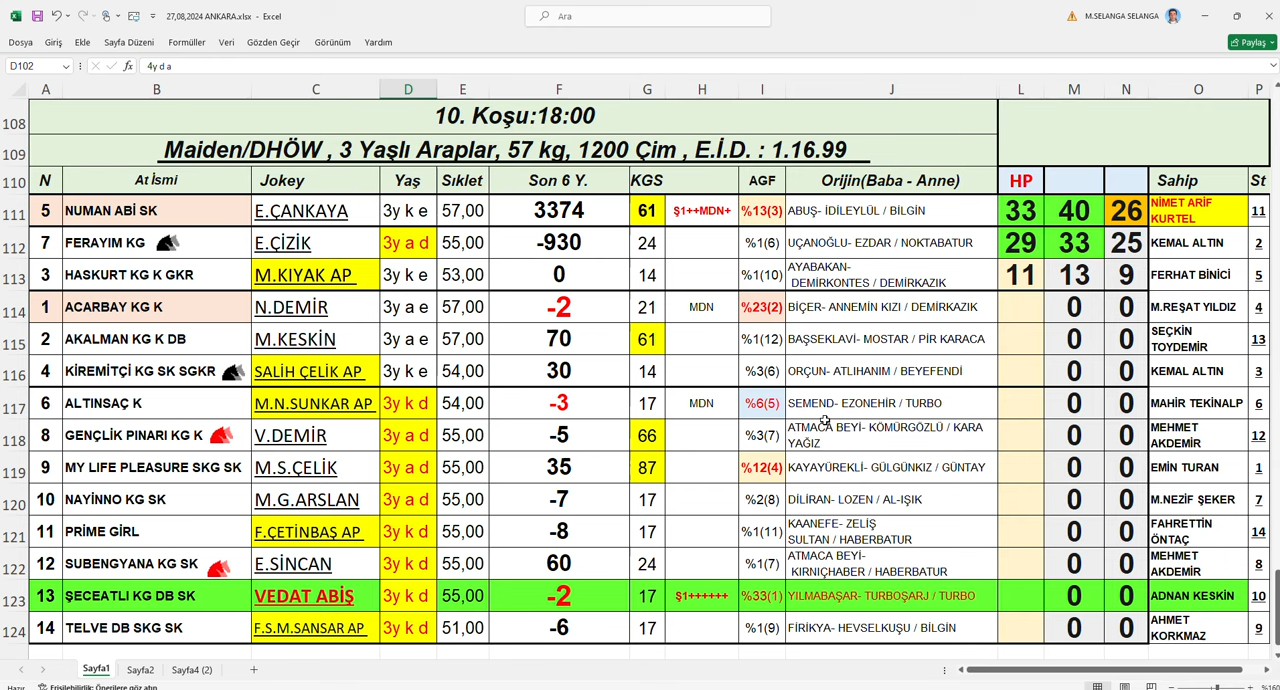 27,08,2024 ANKARA.xlsx - Excel
Ara
M.SELANGA SELANGA
Dosya Giriş Ekle Sayfa Düzeni Formüller Veri Gözden Geçir Görünüm Yardım
Paylaş
D102 fx 4y d a
A B C D E F G H I J L M N O P
108 10. Koşu:18:00
109 Maiden/DHÖW , 3 Yaşlı Araplar, 57 kg, 1200 Çim , E.İ.D. : 1.16.99
110 N At İsmi Jokey Yaş Sıklet Son 6 Y. KGS AGF Orijin(Baba - Anne) HP Sahip St
111 5 NUMAN ABİ SK E.ÇANKAYA 3y k e 57,00 3374 61 Ş1++MDN+ %13(3) ABUŞ- İDİLEYLÜL / BİLGİN 33 40 26 NİMET ARİF KURTEL 11
112 7 FERAYIM KG E.ÇİZİK 3y a d 55,00 -930 24 %1(6) UÇANOĞLU- EZDAR / NOKTABATUR 29 33 25 KEMAL ALTIN 2
113 3 HASKURT KG K GKR M.KIYAK AP 3y k e 53,00 0 14 %1(10) AYABAKAN- DEMİRKONTES / DEMİRKAZIK 11 13 9 FERHAT BİNİCİ 5
114 1 ACARBAY KG K N.DEMİR 3y a e 57,00 -2 21 MDN %23(2) BİÇER- ANNEMİN KIZI / DEMİRKAZIK 0 0 M.REŞAT YILDIZ 4
115 2 AKALMAN KG K DB M.KESKİN 3y a e 57,00 70 61 %1(12) BAŞSEKLAVİ- MOSTAR / PİR KARACA 0 0 SEÇKİN TOYDEMİR 13
116 4 KİREMİTÇİ KG SK SGKR SALİH ÇELİK AP 3y k e 54,00 30 14 %3(6) ORÇUN- ATLIHANIM / BEYEFENDİ 0 0 KEMAL ALTIN 3
117 6 ALTINSAÇ K M.N.SUNKAR AP 3y k d 54,00 -3 17 MDN %6(5) SEMEND- EZONEHİR / TURBO 0 0 MAHİR TEKİNALP 6
118 8 GENÇLİK PINARI KG K V.DEMİR 3y a d 55,00 -5 66 %3(7) ATMACA BEYİ- KÖMÜRGÖZLÜ / KARA YAĞIZ 0 0 MEHMET AKDEMİR 12
119 9 MY LIFE PLEASURE SKG SK M.S.ÇELİK 3y a d 55,00 35 87 %12(4) KAYAYÜREKLİ- GÜLGÜNKIZ / GÜNTAY 0 0 EMİN TURAN 1
120 10 NAYİNNO KG SK M.G.ARSLAN 3y k d 55,00 -7 17 %2(8) DİLİRAN- LOZEN / AL-IŞIK 0 0 M.NEZİF ŞEKER 7
121 11 PRİME GİRL F.ÇETİNBAŞ AP 3y k d 55,00 -8 17 %1(11) KAANEFE- ZELİŞ SULTAN / HABERBATUR 0 0 FAHRETTİN ÖNTAÇ 14
122 12 SUBENGYANA KG SK E.SİNCAN 3y k d 55,00 60 24 %1(7) ATMACA BEYİ- KIRNIÇHABER / HABERBATUR 0 0 MEHMET AKDEMİR 8
123 13 ŞECEATLI KG DB SK VEDAT ABİŞ 3y k d 55,00 -2 17 Ş1++++++ %33(1) YILMABAŞAR- TURBOŞARJ / TURBO 0 0 ADNAN KESKİN 10
124 14 TELVE DB SKG SK F.S.M.SANSAR AP 3y k d 51,00 -6 17 %1(9) FİRİKYA- HEVSELKUŞU / BİLGİN 0 0 AHMET KORKMAZ 9
Sayfa1 Sayfa2 Sayfa4 (2)
Hazır Erişilebilirlik: Önerilere göz atın %160